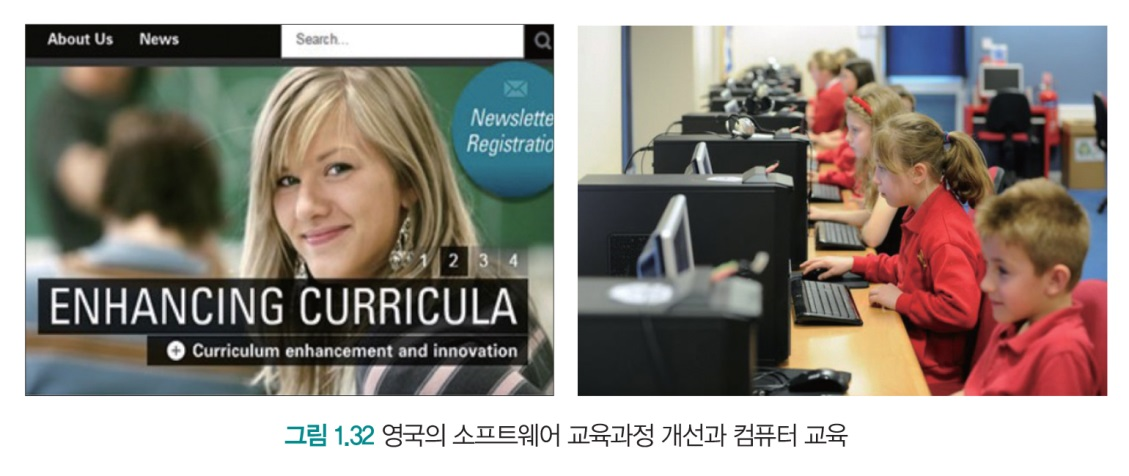 About Us News Search...
Newslette
Registratio
1 2 3 4
ENHANCING CURRICULA
Curriculum enhancement and innovation
그림 1.32 영국의 소프트웨어 교육과정 개선과 컴퓨터 교육